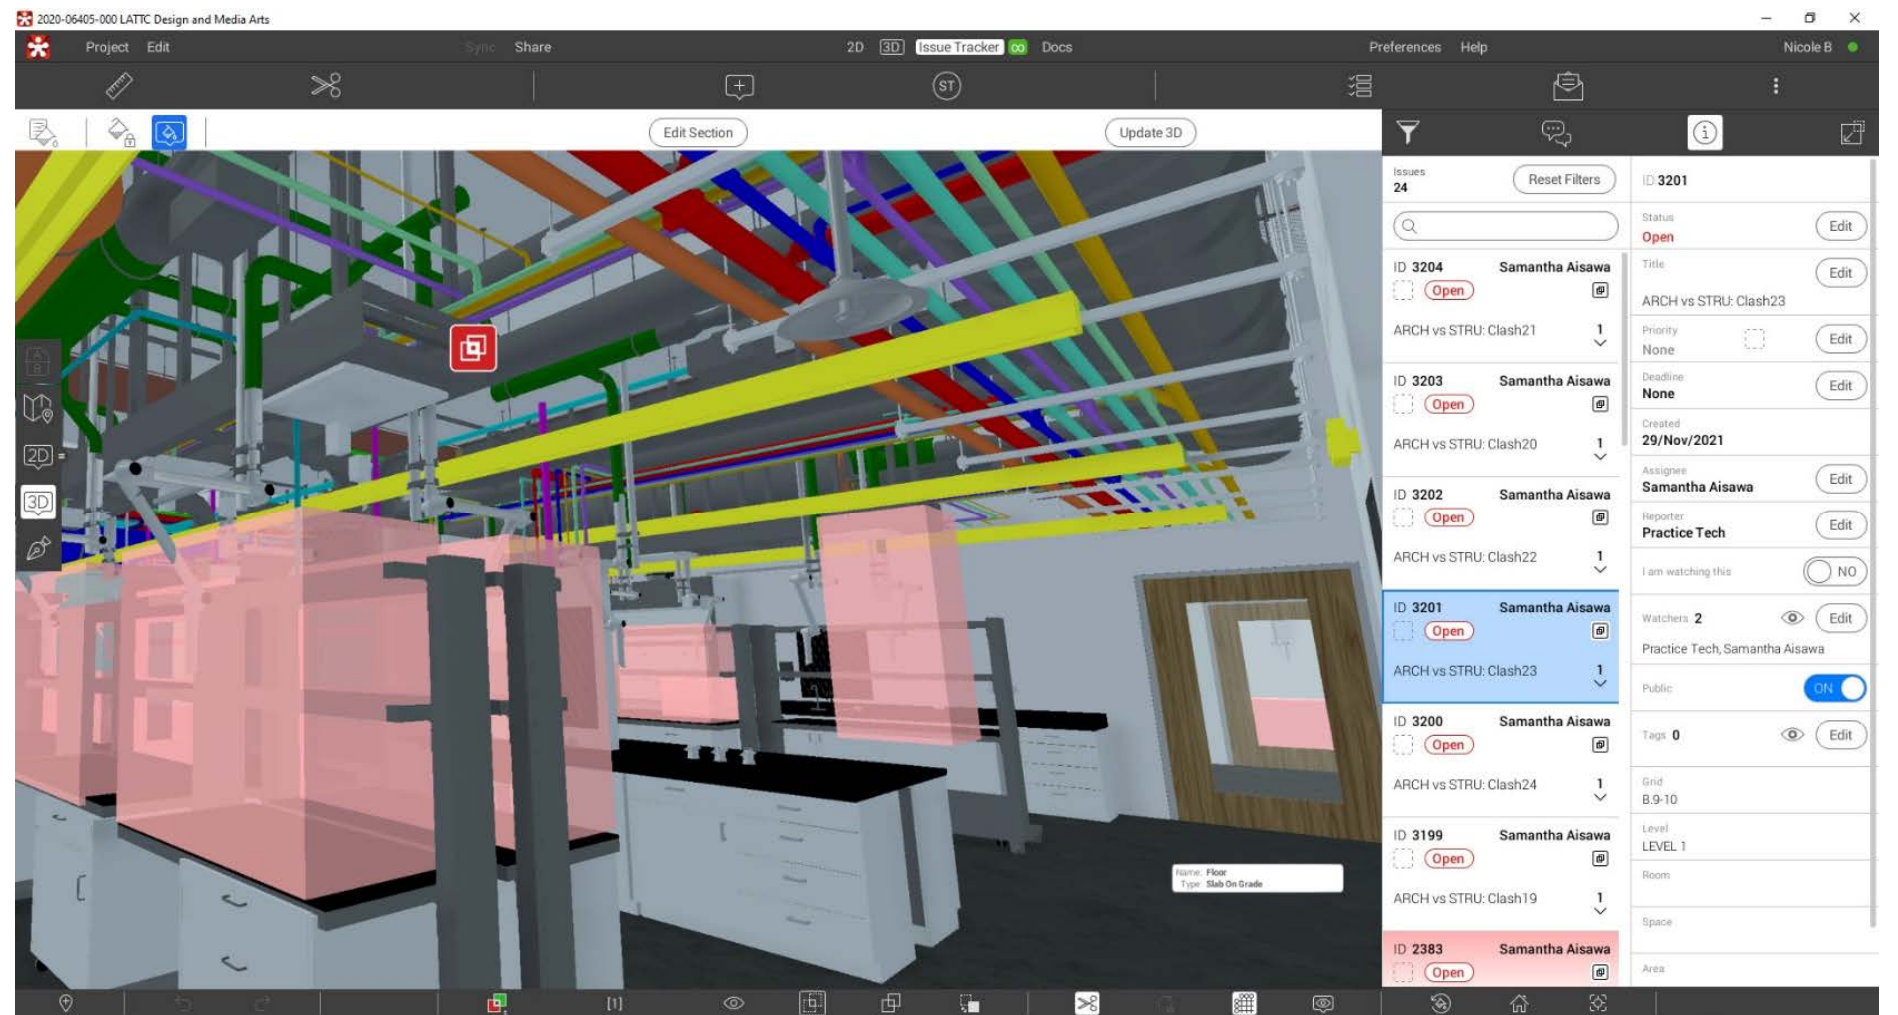 2020-06405-000 LATTC Design and Media Arts
Project Edit Sync Share 2D 3D Issue Tracker Docs Preferences Help Nicole B
ST
Edit Section Update 3D
Issues
24
Reset Filters
ID 3204 Samantha Aisawa
Open
ARCH vs STRU: Clash21 1
ID 3203 Samantha Aisawa
Open
ARCH vs STRU: Clash20 1
ID 3202 Samantha Aisawa
Open
ARCH vs STRU: Clash22 1
ID 3201 Samantha Aisawa
Open
ARCH vs STRU: Clash23 1
ID 3200 Samantha Aisawa
Open
ARCH vs STRU: Clash24 1
ID 3199 Samantha Aisawa
Open
ARCH vs STRU: Clash19 1
ID 2383 Samantha Aisawa
Open
ID 3201
Status
Open Edit
Title
Edit
ARCH vs STRU: Clash23
Priority
None Edit
Deadline
None Edit
Created
29/Nov/2021
Assignee
Samantha Aisawa Edit
Reporter
Practice Tech Edit
I am watching this NO
Watchers 2 Edit
Practice Tech, Samantha Aisawa
Public ON
Tags 0 Edit
Grid
B.9-10
Level
LEVEL 1
Room
Space
Area
A
B
2D
3D
Name: Floor
Type: Slab On Grade
[1]